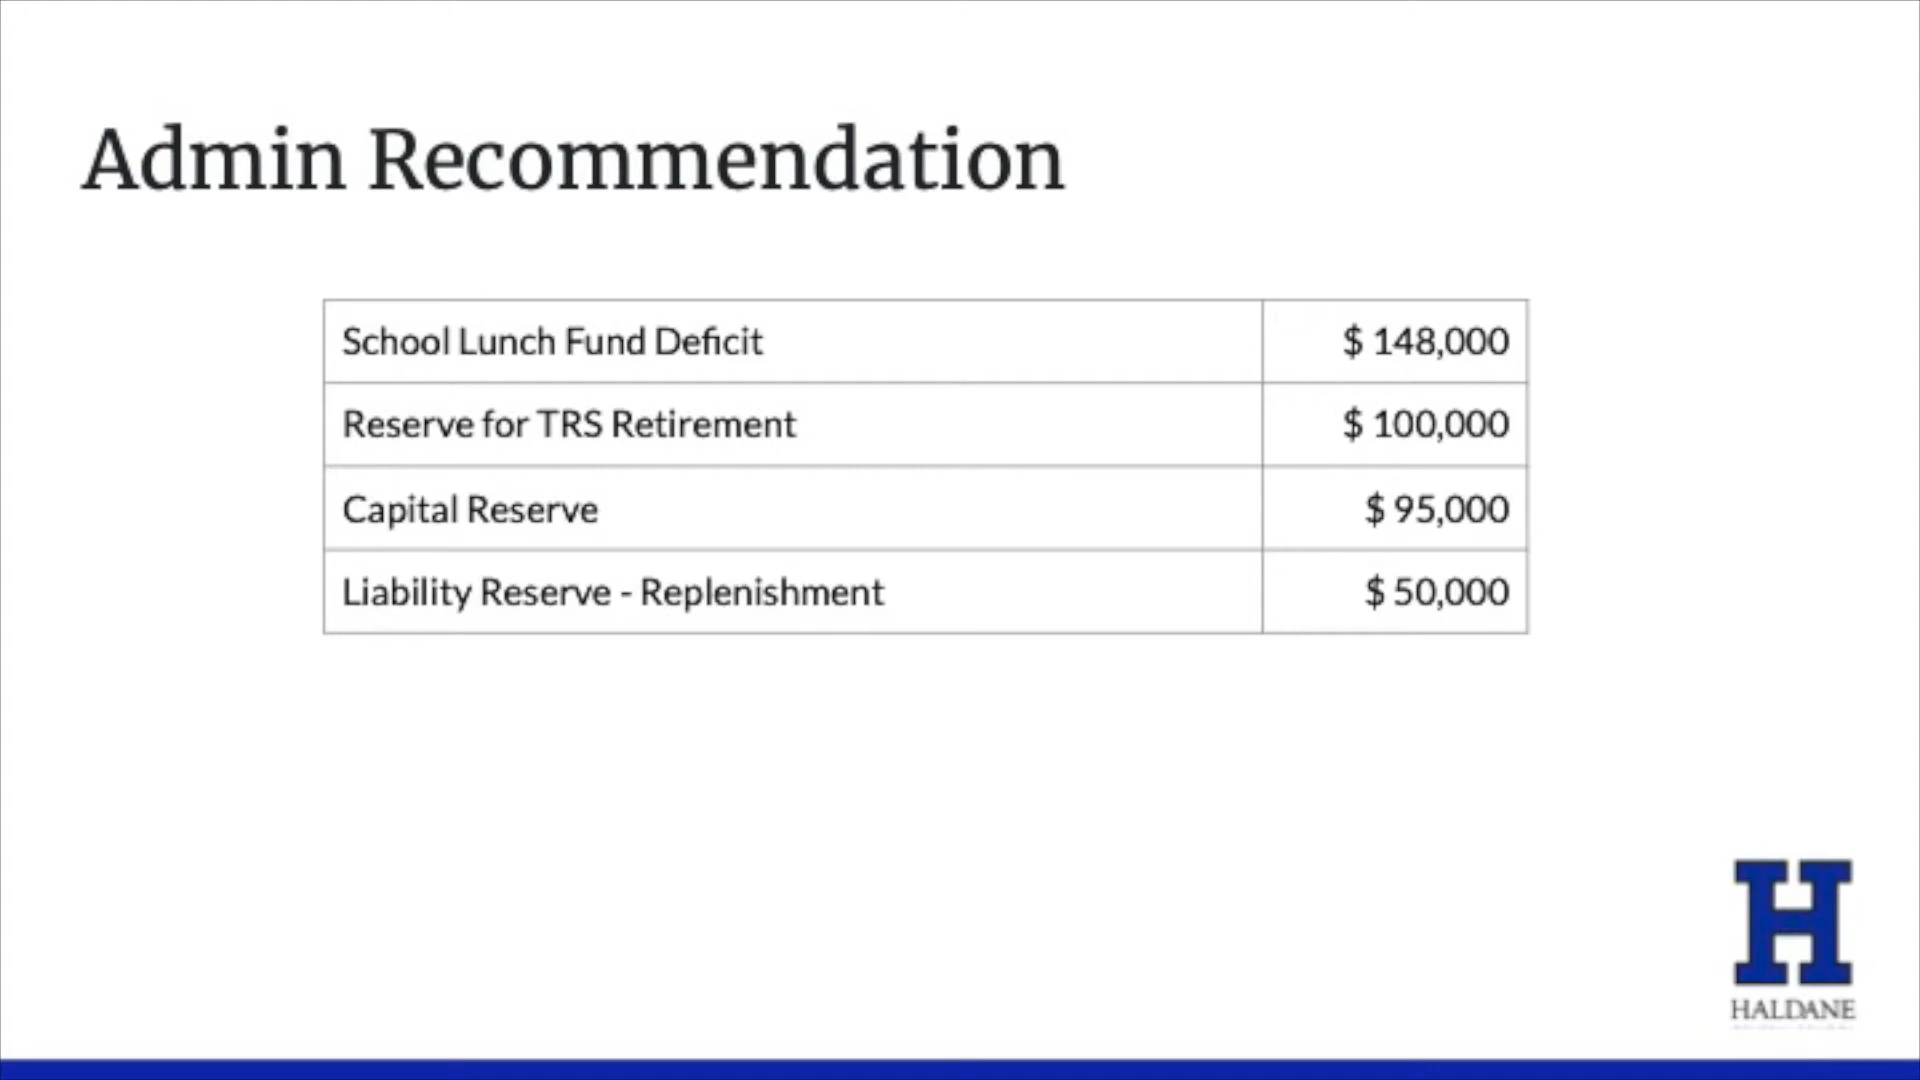 Admin Recommendation
School Lunch Fund Deficit $ 148,000
Reserve for TRS Retirement $ 100,000
Capital Reserve $ 95,000
Liability Reserve - Replenishment $ 50,000
H
HALDANE